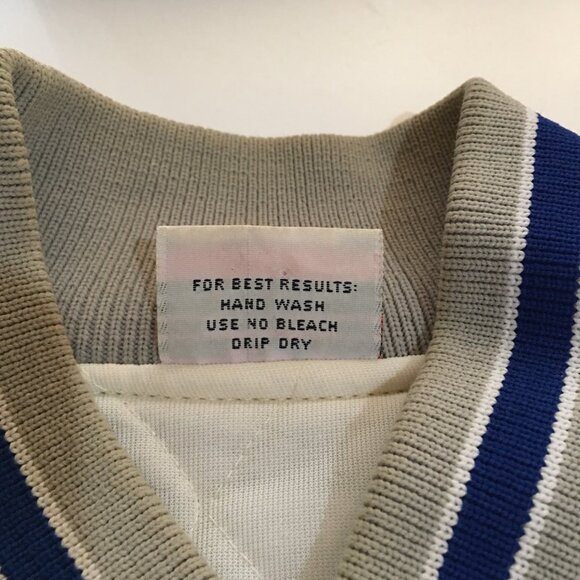 FOR BEST RESULTS:
HAND WASH
USE NO BLEACH
DRIP DRY